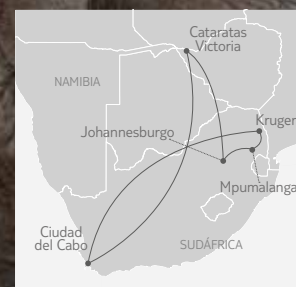 Cataratas
Victoria
NAMIBIA
Kruger
Johannesburgo
Mpumalanga
Ciudad
del Cabo
SUDÁFRICA